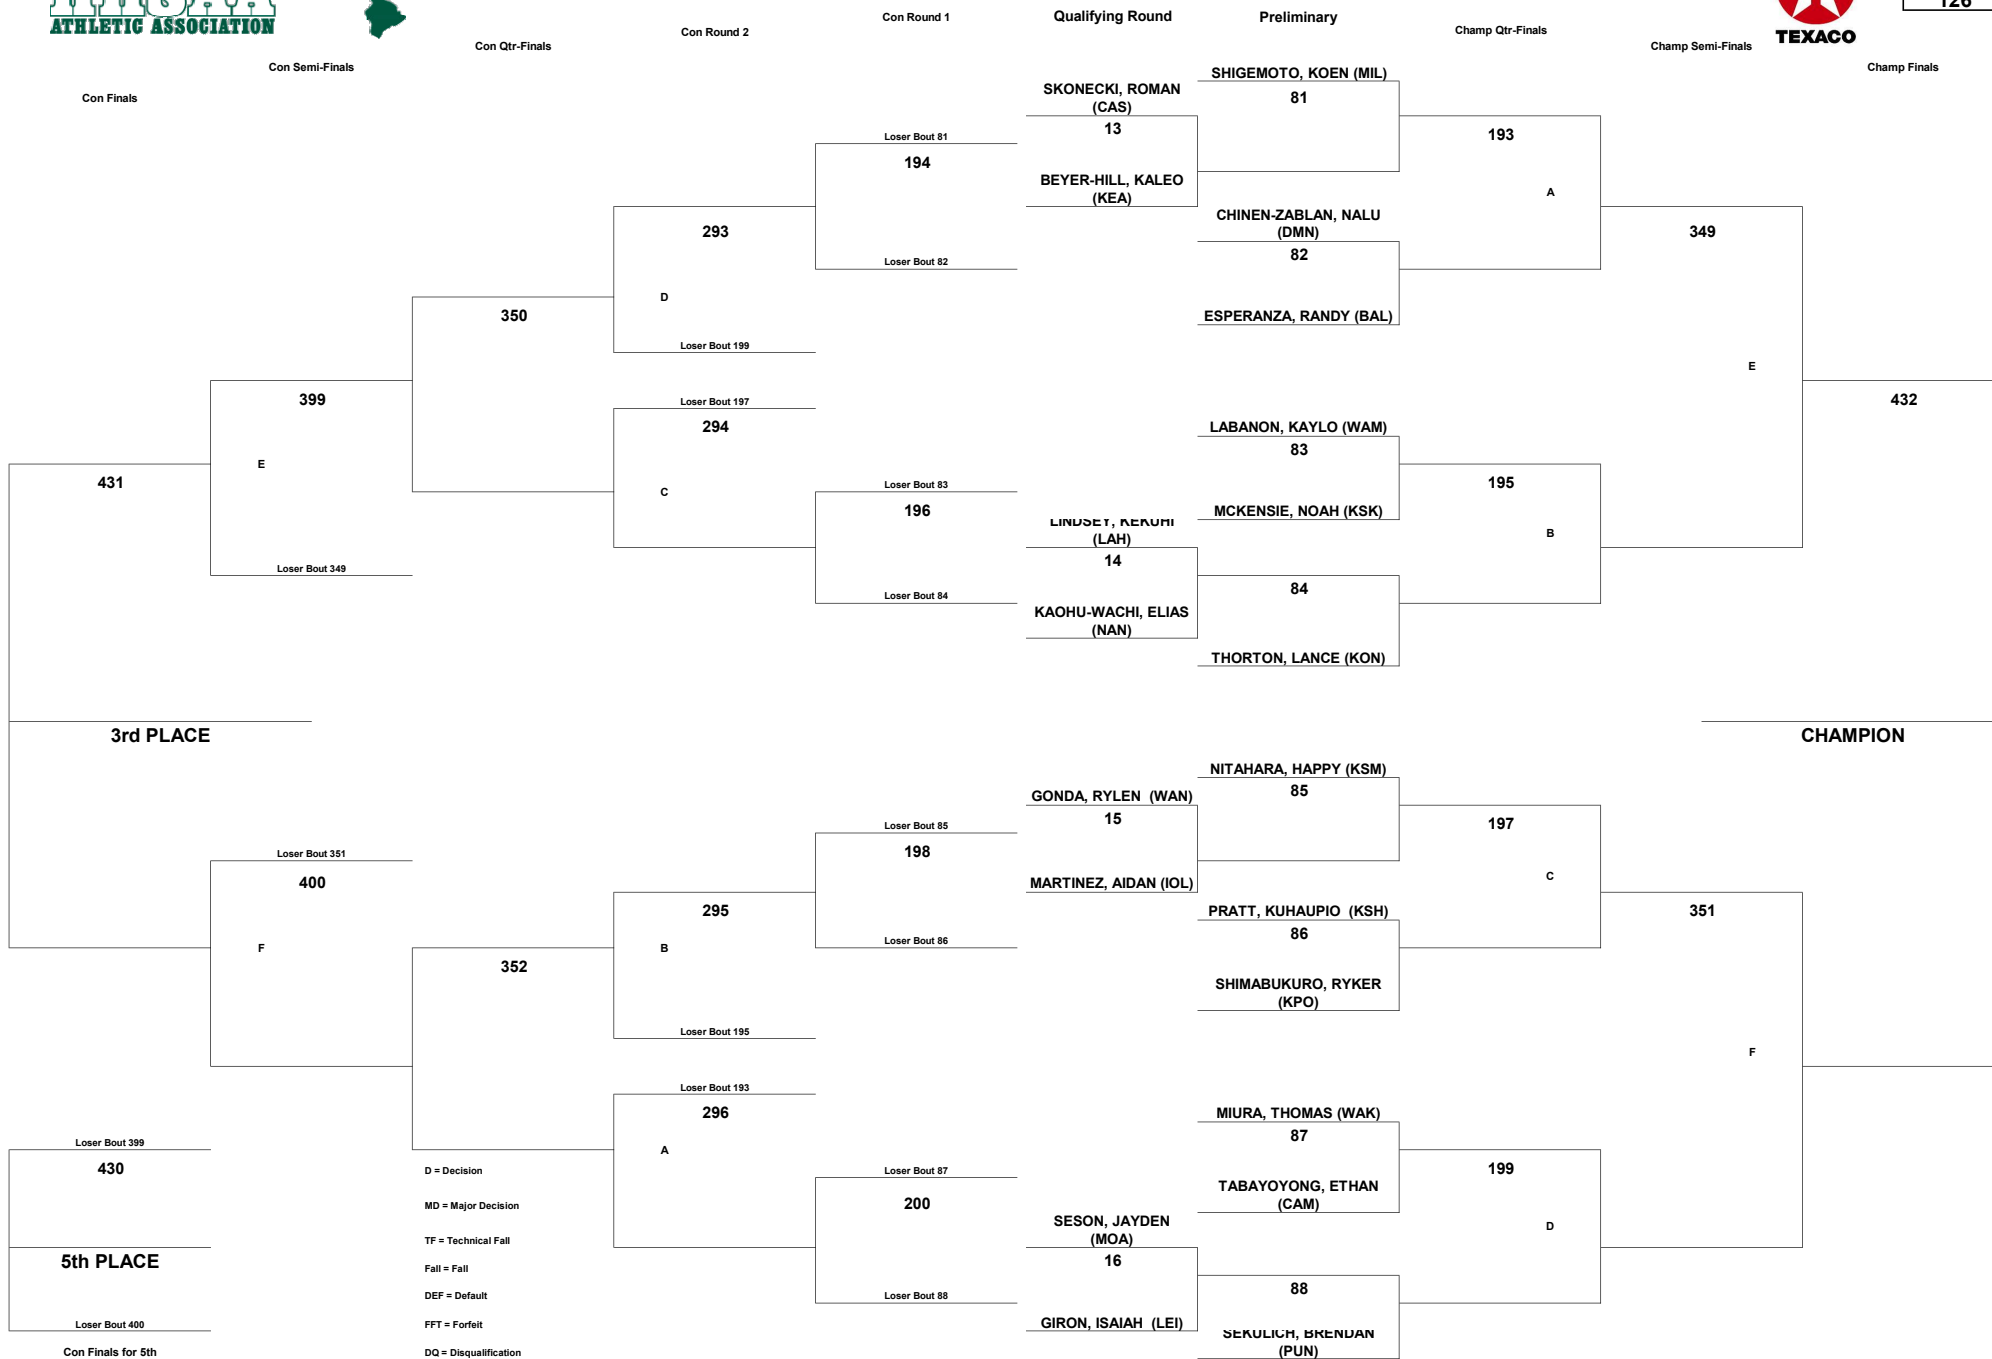 ATHLETIC ASSOCIATION
TEXACO
Con Finals
Con Semi-Finals
Con Qtr-Finals
Con Round 2
Con Round 1
Qualifying Round
Preliminary
Champ Qtr-Finals
Champ Semi-Finals
Champ Finals
SHIGEMOTO, KOEN (MIL)
81
SKONECKI, ROMAN
(CAS)
13
BEYER-HILL, KALEO
(KEA)
CHINEN-ZABLAN, NALU
(DMN)
82
ESPERANZA, RANDY (BAL)
193
A
Loser Bout 81
194
Loser Bout 82
293
D
Loser Bout 199
350
349
E
399
E
Loser Bout 349
Loser Bout 197
294
C
Loser Bout 83
196
Loser Bout 84
LABANON, KAYLO (WAM)
83
MCKENSIE, NOAH (KSK)
LINDSEY, KEKUHI
(LAH)
14
KAOHU-WACHI, ELIAS
(NAN)
84
THORTON, LANCE (KON)
195
B
432
431
3rd PLACE
CHAMPION
NITAHARA, HAPPY (KSM)
85
GONDA, RYLEN (WAN)
15
MARTINEZ, AIDAN (IOL)
PRATT, KUHAUPIO (KSH)
86
SHIMABUKURO, RYKER
(KPO)
197
C
351
F
Loser Bout 85
198
Loser Bout 86
295
B
Loser Bout 195
Loser Bout 351
400
F
352
Loser Bout 193
296
A
Loser Bout 87
200
Loser Bout 88
MIURA, THOMAS (WAK)
87
TABAYOYONG, ETHAN
(CAM)
SESON, JAYDEN
(MOA)
16
GIRON, ISAIAH (LEI)
88
SEKULICH, BRENDAN
(PUN)
199
D
Loser Bout 399
430
5th PLACE
Loser Bout 400
Con Finals for 5th
D = Decision
MD = Major Decision
TF = Technical Fall
Fall = Fall
DEF = Default
FFT = Forfeit
DQ = Disqualification
126